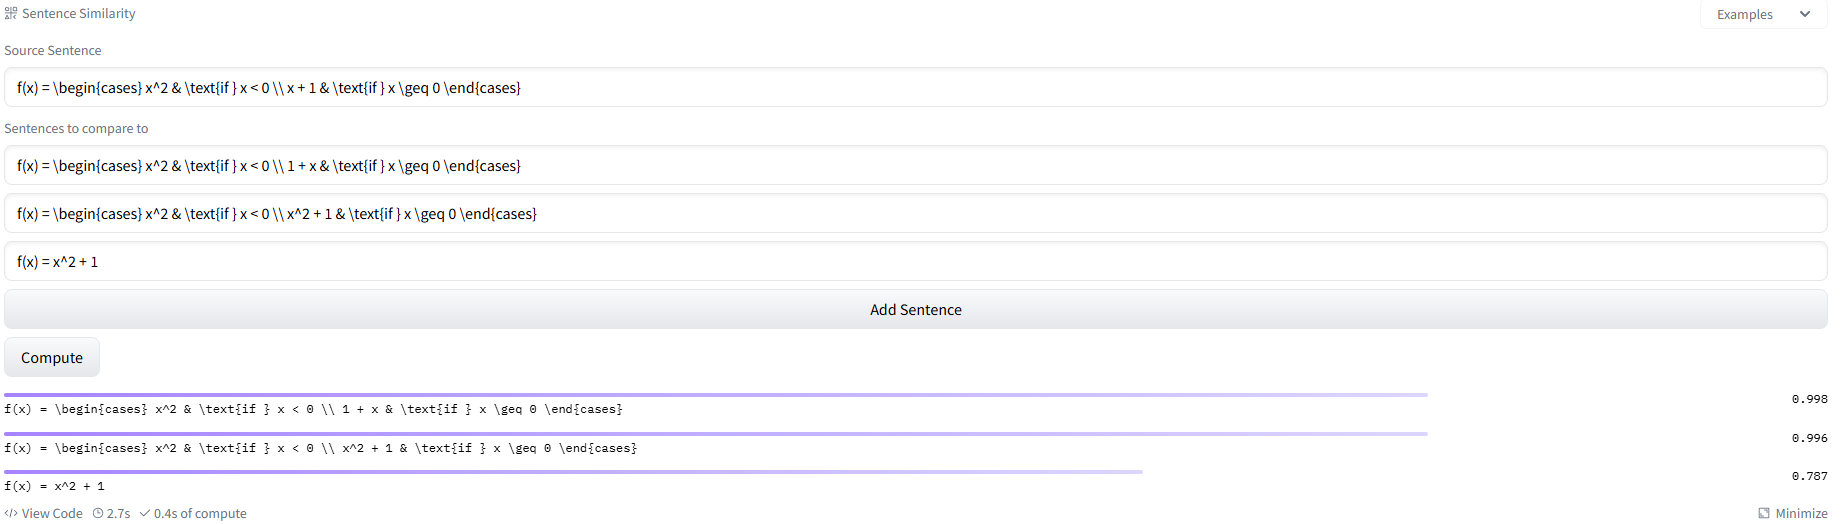 Sentence Similarity
Examples
Source Sentence
f(x) = \begin{cases} x^2 & \text{if } x < 0 \\ x + 1 & \text{if } x \geq 0 \end{cases}
Sentences to compare to
f(x) = \begin{cases} x^2 & \text{if } x < 0 \\ 1 + x & \text{if } x \geq 0 \end{cases}
f(x) = \begin{cases} x^2 & \text{if } x < 0 \\ x^2 + 1 & \text{if } x \geq 0 \end{cases}
f(x) = x^2 + 1
Add Sentence
Compute
f(x) = \begin{cases} x^2 & \text{if } x < 0 \\ 1 + x & \text{if } x \geq 0 \end{cases}
0.998
f(x) = \begin{cases} x^2 & \text{if } x < 0 \\ x^2 + 1 & \text{if } x \geq 0 \end{cases}
0.996
f(x) = x^2 + 1
0.787
</> View Code 2.7s 0.4s of compute
Minimize